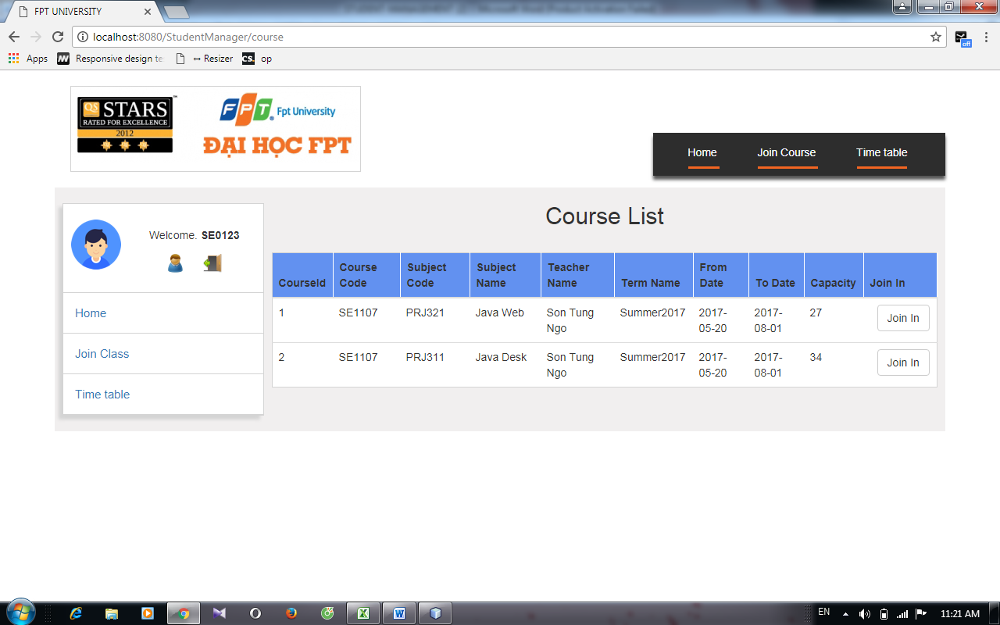 FPT UNIVERSITY
localhost:8080/StudentManager/course
Apps
Responsive design te
Resizer
CS.
op
off
QS STARS™
RATED FOR EXCELLENCE
2012
FPT Fpt University
ĐẠI HỌC FPT
Home Join Course Time table
Welcome. SE0123
Home
Join Class
Time table
Course List
CourseId Course Code Subject Code Subject Name Teacher Name Term Name From Date To Date Capacity Join In
1 SE1107 PRJ321 Java Web Son Tung Ngo Summer2017 2017-05-20 2017-08-01 27 Join In
2 SE1107 PRJ311 Java Desk Son Tung Ngo Summer2017 2017-05-20 2017-08-01 34 Join In
EN
11:21 AM